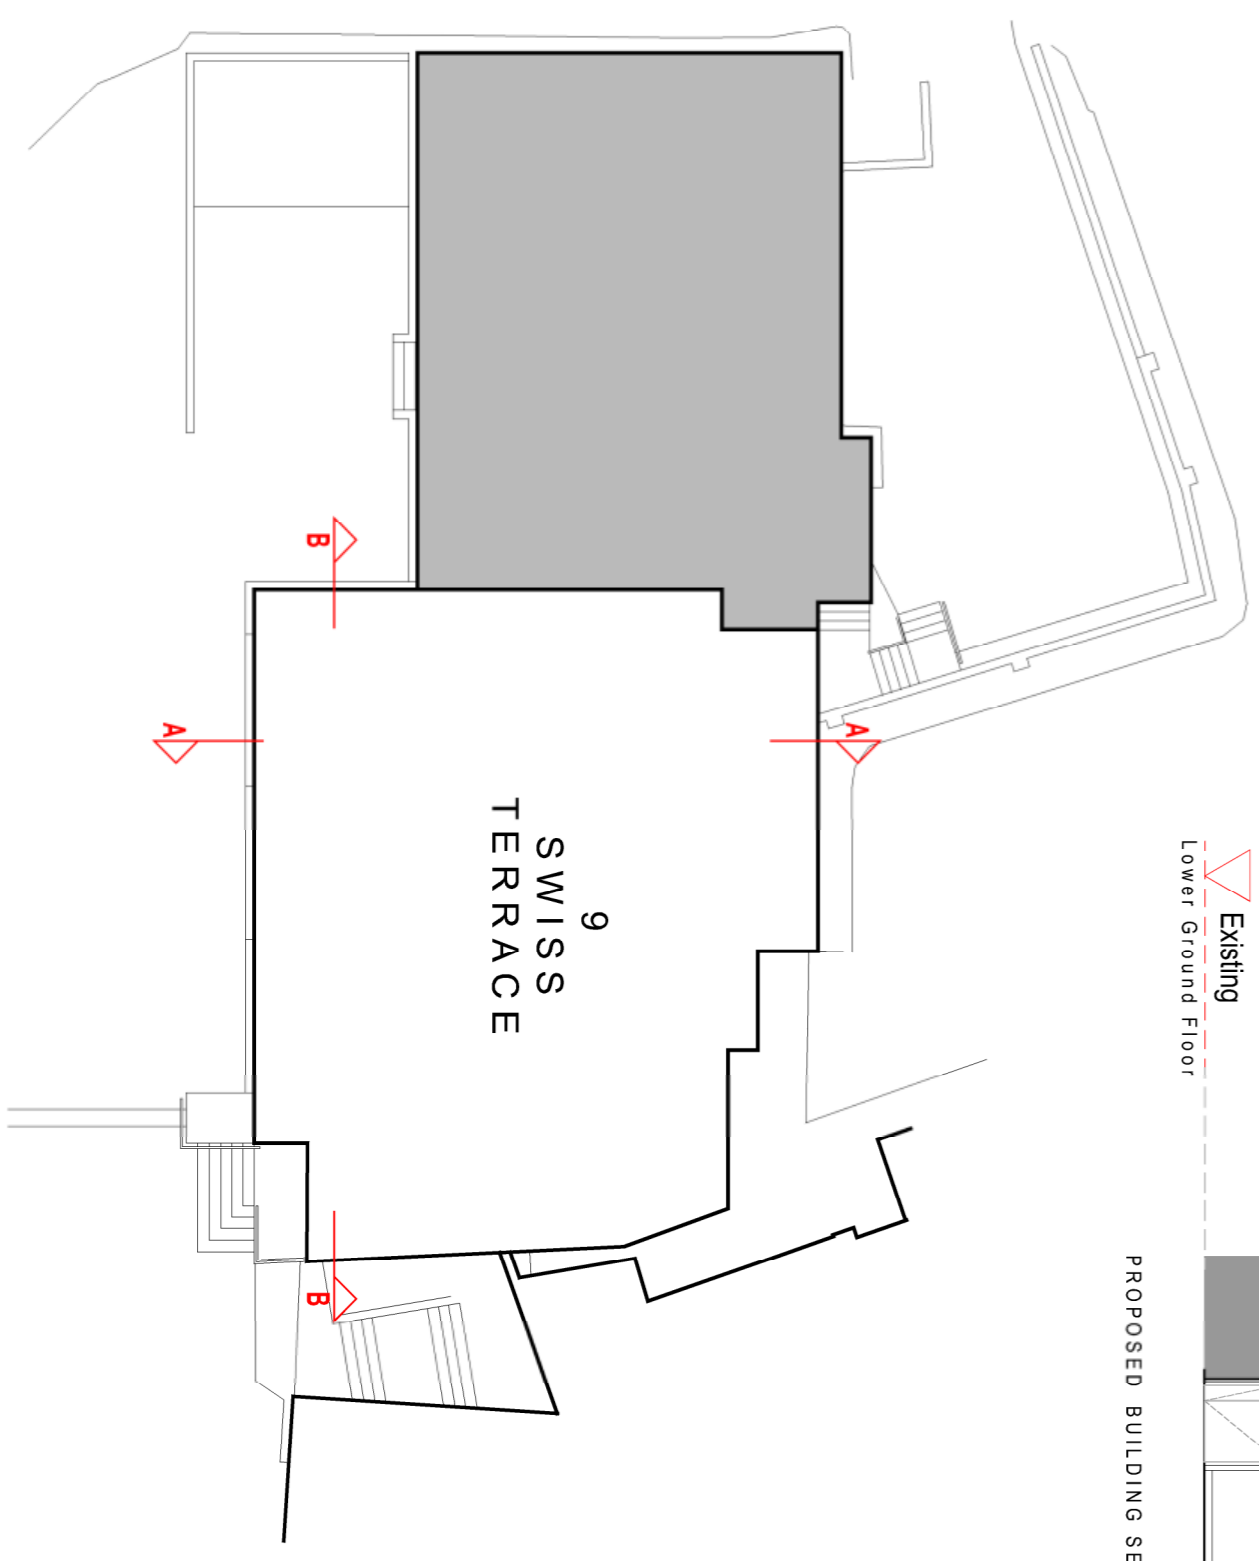 9
SWISS
TERRACE
B
B
A
A
Existing
Lower Ground Floor
PROPOSED BUILDING SE